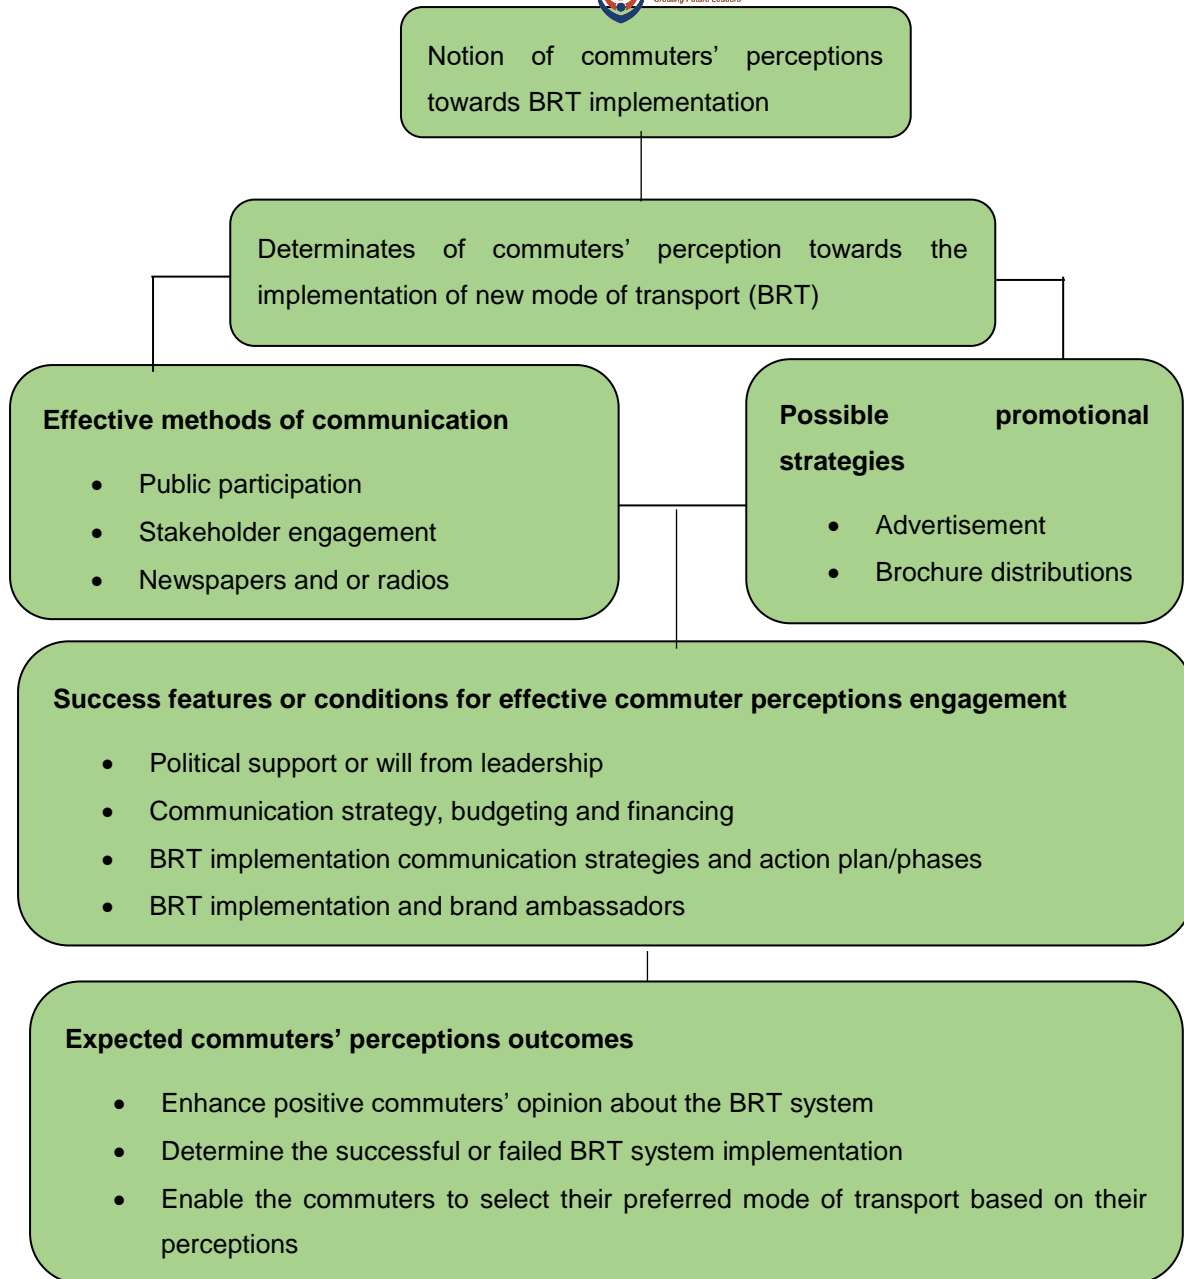 Creating Future Leaders
Notion of commuters’ perceptions
towards BRT implementation
Determinates of commuters’ perception towards the
implementation of new mode of transport (BRT)
Effective methods of communication
• Public participation
• Stakeholder engagement
• Newspapers and or radios
Possible promotional
strategies
• Advertisement
• Brochure distributions
Success features or conditions for effective commuter perceptions engagement
• Political support or will from leadership
• Communication strategy, budgeting and financing
• BRT implementation communication strategies and action plan/phases
• BRT implementation and brand ambassadors
Expected commuters’ perceptions outcomes
• Enhance positive commuters’ opinion about the BRT system
• Determine the successful or failed BRT system implementation
• Enable the commuters to select their preferred mode of transport based on their
perceptions